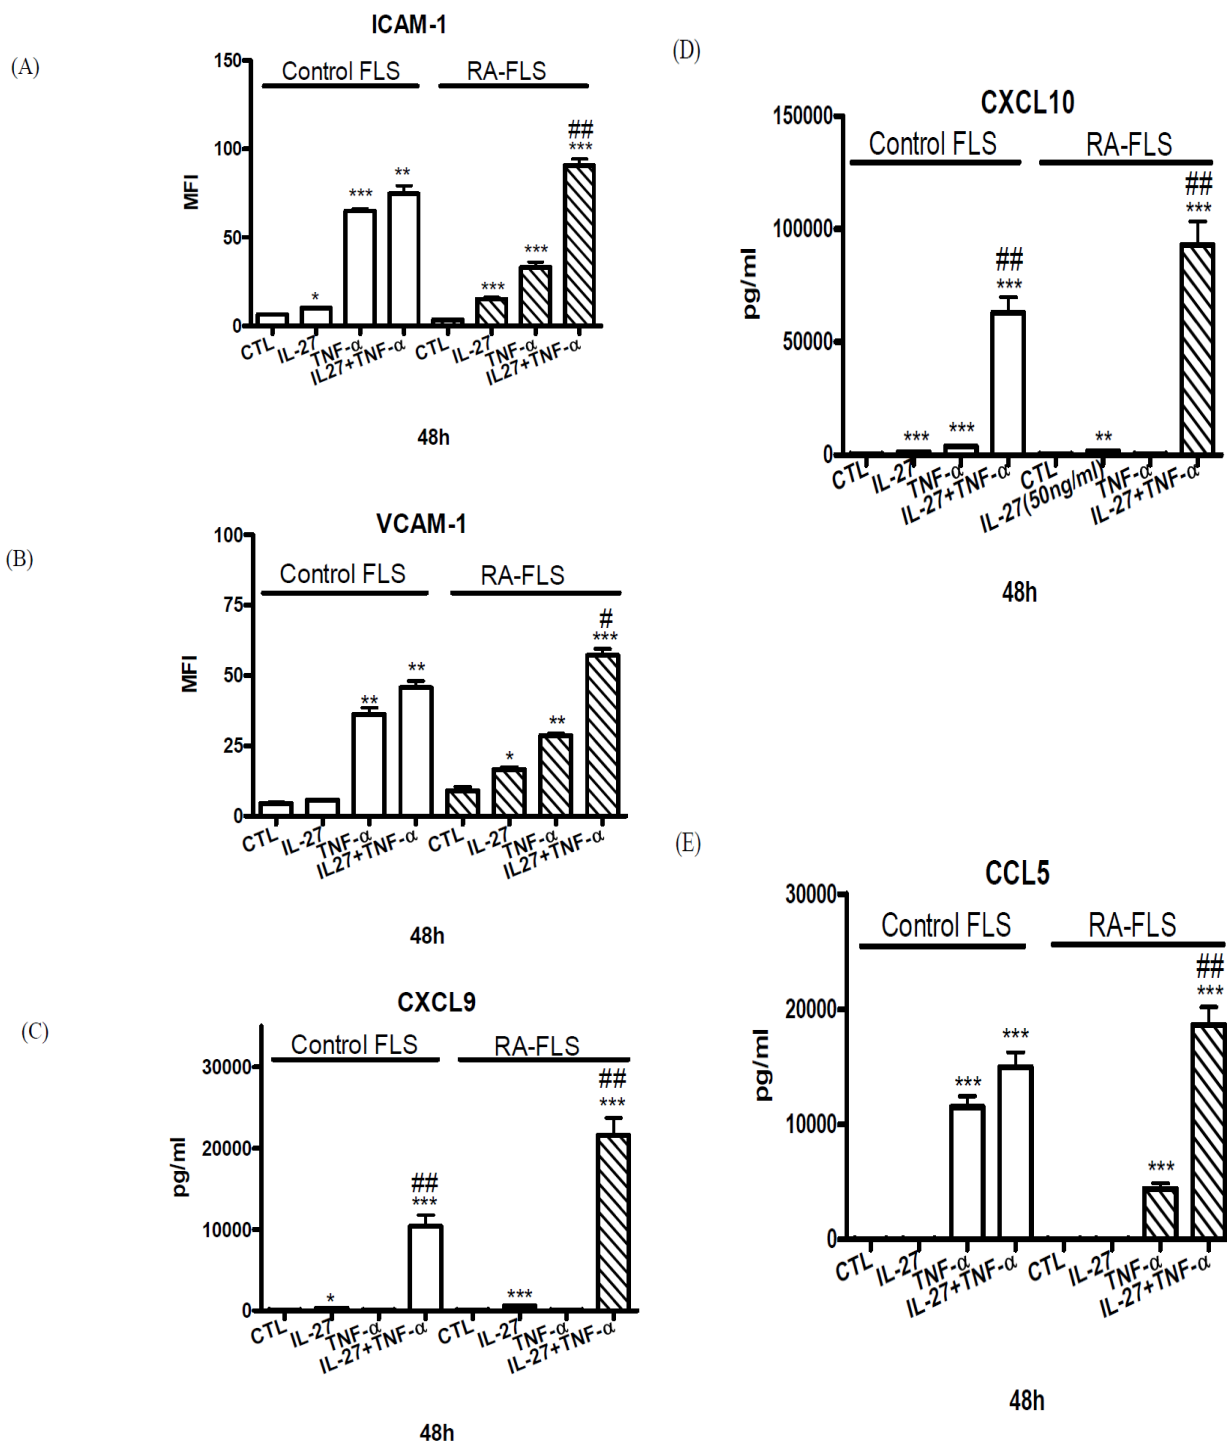 (A)
ICAM-1
150
Control FLS
RA-FLS
##
100
***
**
***
MFI
50
***
***
*
0
CTL
IL-27
TNF-α
IL27+TNF-α
CTL
IL-27
TNF-α
IL27+TNF-α
48h
(B)
VCAM-1
100
Control FLS
RA-FLS
75
#
***
MFI
50
**
**
**
25
*
0
CTL
IL-27
TNF-α
IL27+TNF-α
CTL
IL-27
TNF-α
IL27+TNF-α
48h
(C)
CXCL9
Control FLS
RA-FLS
30000
##
***
pg/ml
20000
##
***
10000
*
***
0
CTL
IL-27
TNF-α
IL-27+TNF-α
CTL
IL-27
TNF-α
IL-27+TNF-α
48h
(D)
CXCL10
150000
Control FLS
RA-FLS
##
***
100000
##
***
pg/ml
50000
***
***
**
0
CTL
IL-27
TNF-α
IL-27+TNF-α
CTL
IL-27(50ng/ml)
TNF-α
IL-27+TNF-α
48h
(E)
CCL5
30000
Control FLS
RA-FLS
##
***
20000
***
pg/ml
***
10000
***
0
CTL
IL-27
TNF-α
IL-27+TNF-α
CTL
IL-27
TNF-α
IL-27+TNF-α
48h